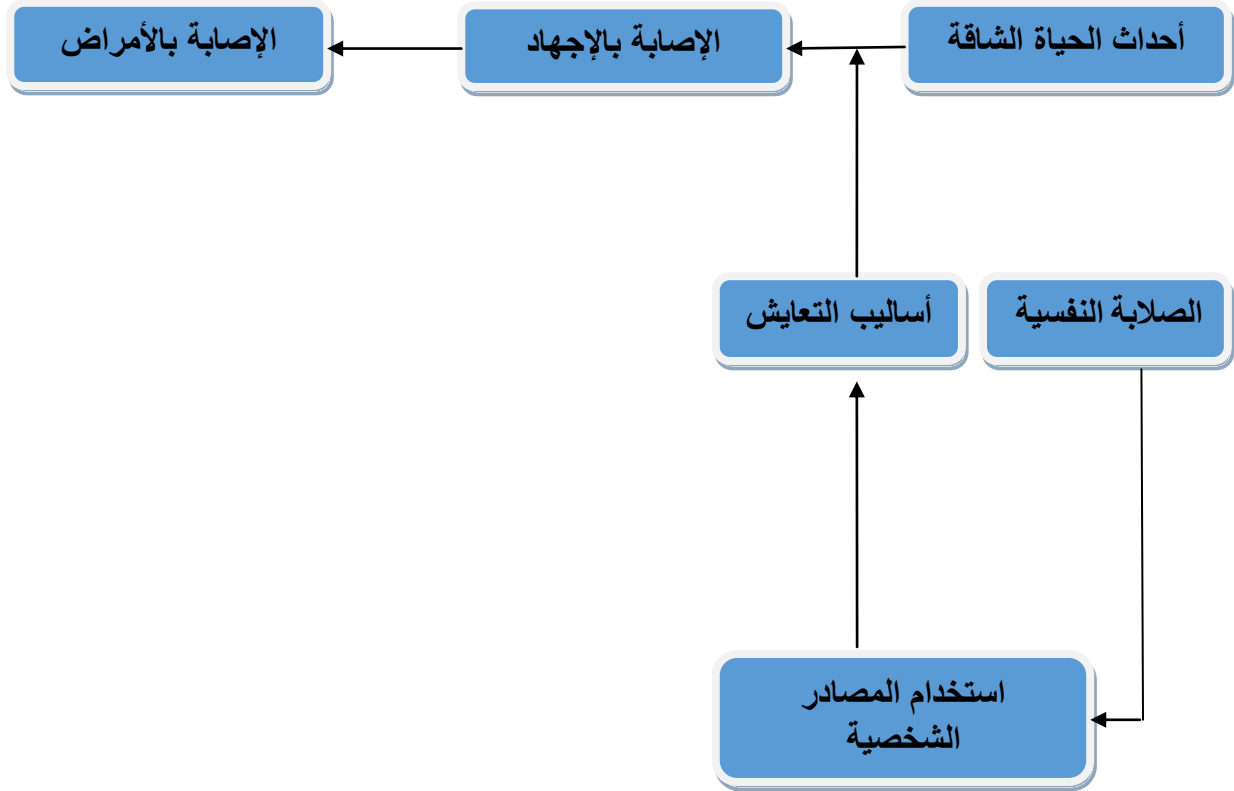 أحداث الحياة الشاقة
الإصابة بالإجهاد
الإصابة بالأمراض
الصلابة النفسية
أساليب التعايش
استخدام المصادر
الشخصية